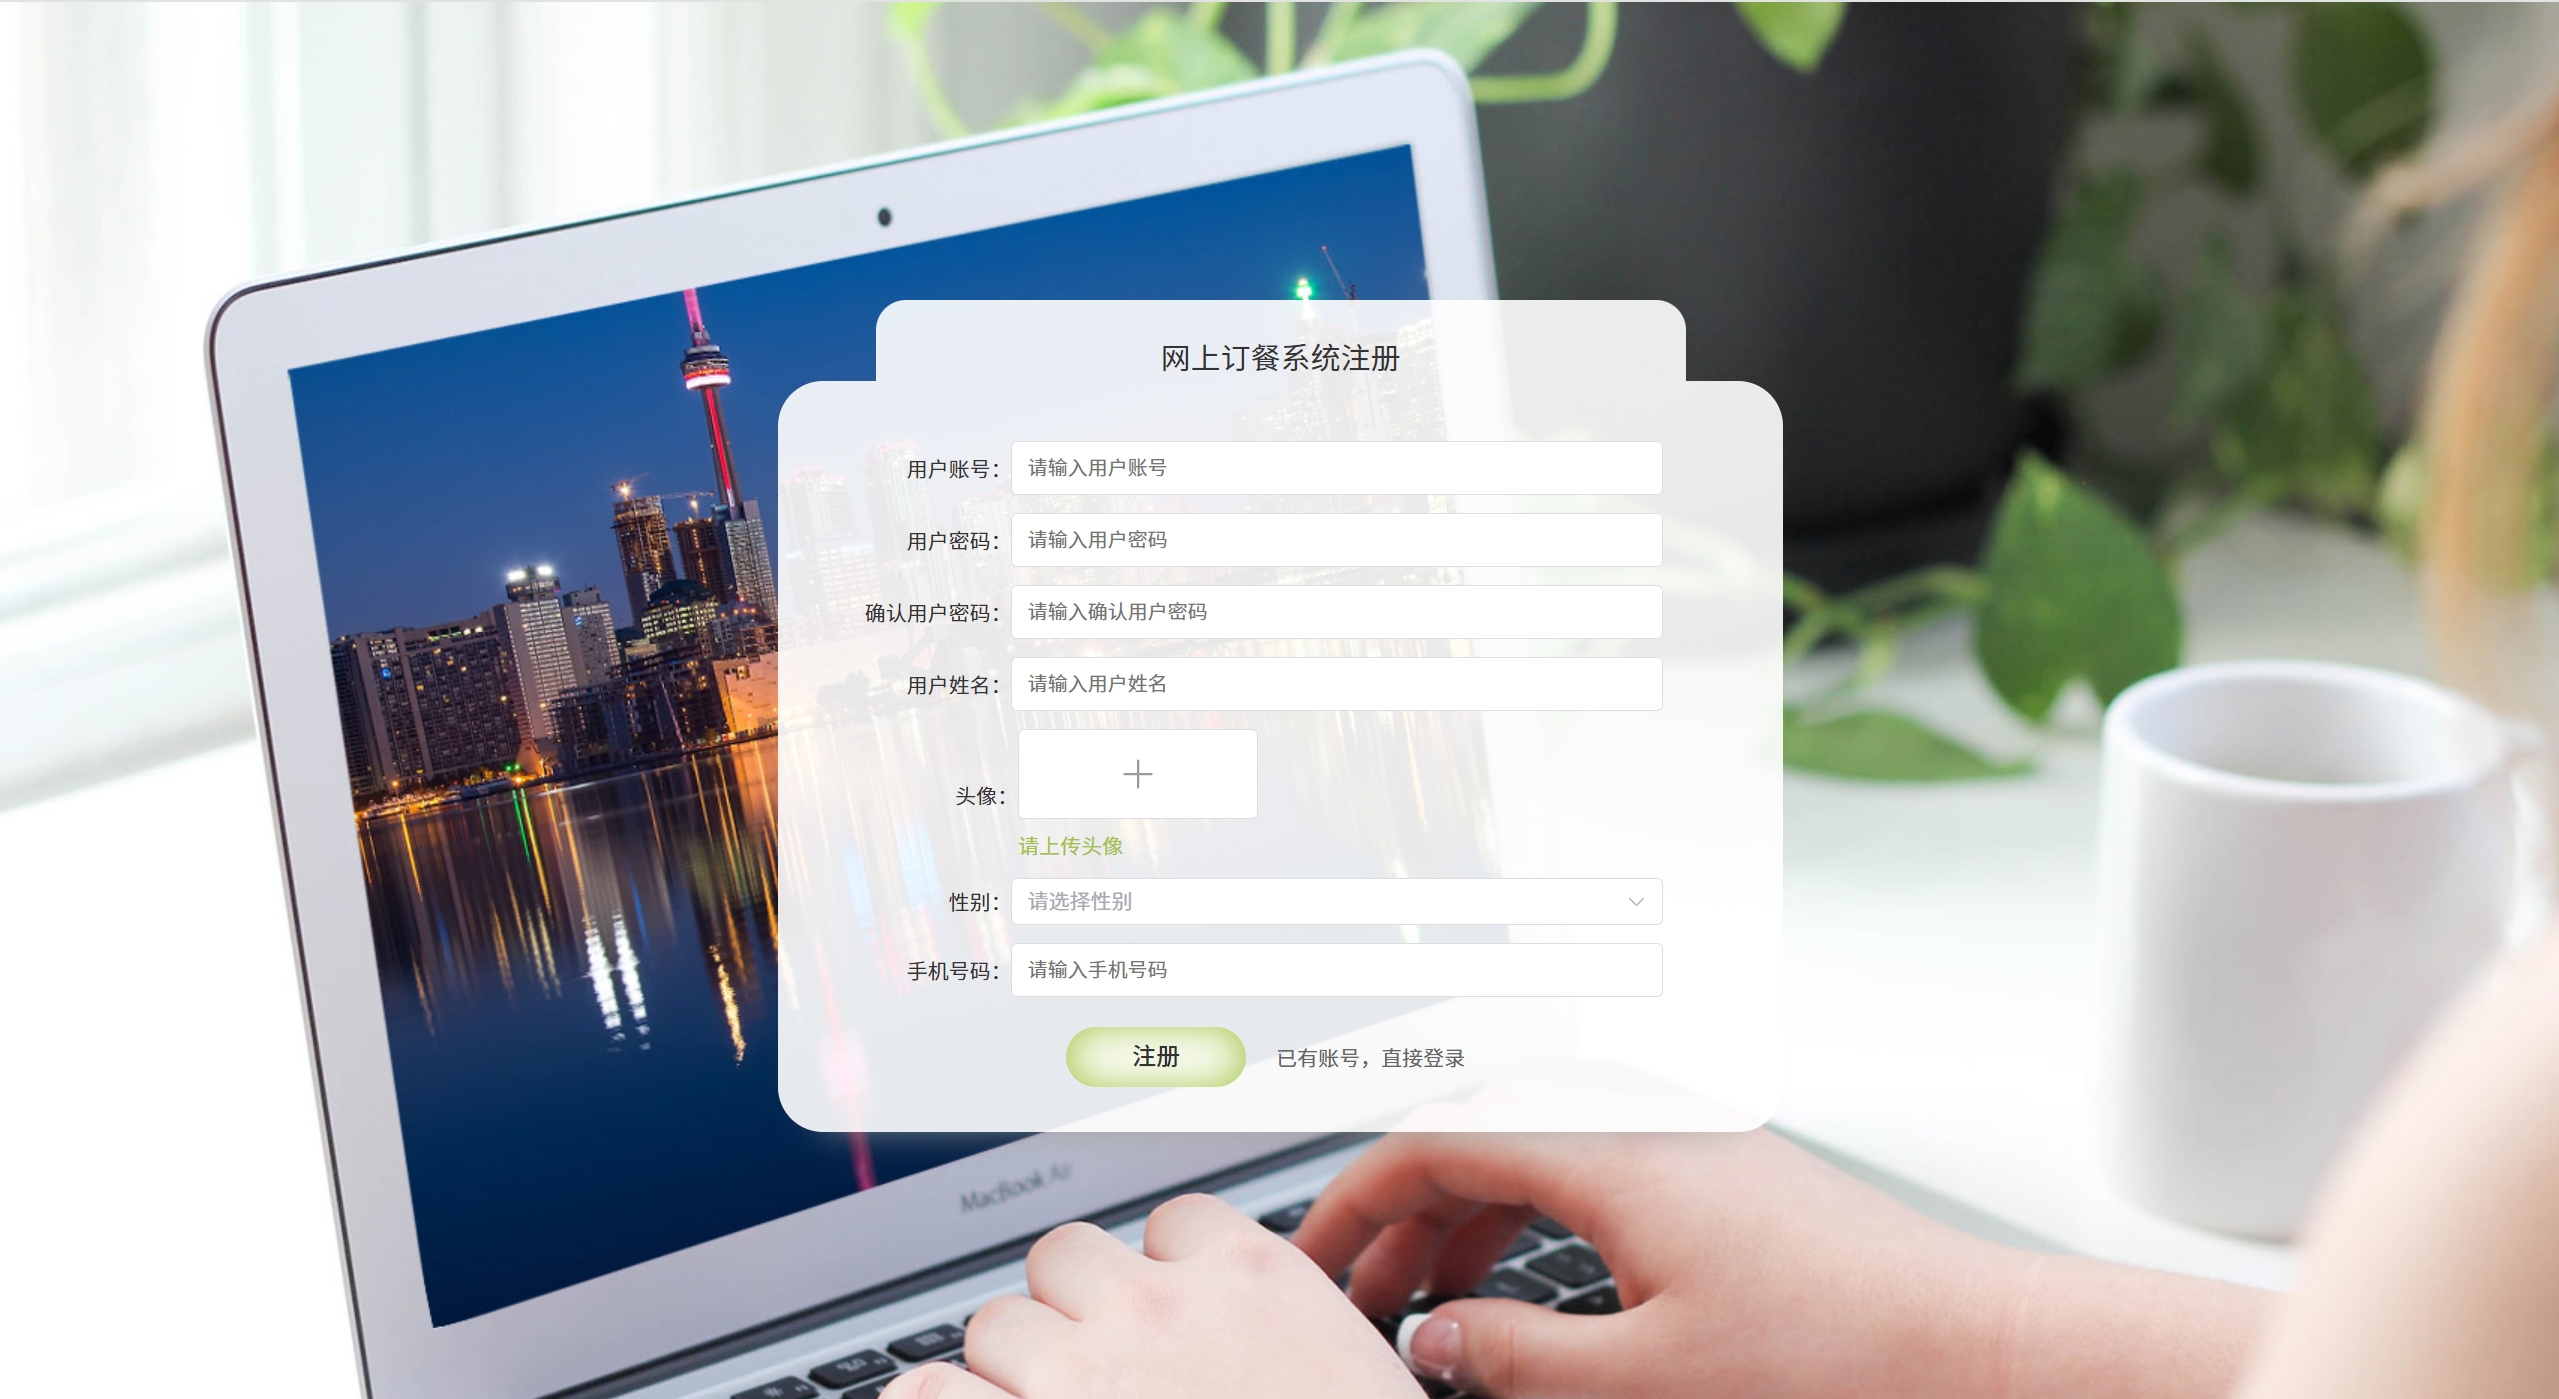 网上订餐系统注册
用户账号： 请输入用户账号
用户密码： 请输入用户密码
确认用户密码： 请输入确认用户密码
用户姓名： 请输入用户姓名
头像：
请上传头像
性别： 请选择性别
手机号码： 请输入手机号码
注册 已有账号，直接登录
MacBook Air